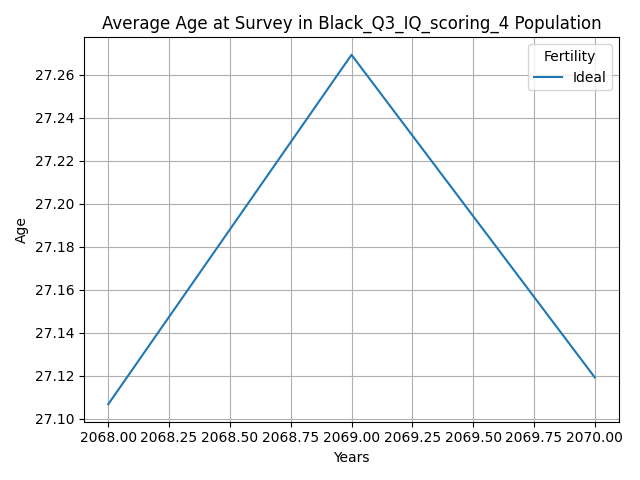 Average Age at Survey in Black_Q3_IQ_scoring_4 Population
Fertility
Ideal
Age
27.26
27.24
27.22
27.20
27.18
27.16
27.14
27.12
27.10
2068.00 2068.25 2068.50 2068.75 2069.00 2069.25 2069.50 2069.75 2070.00
Years